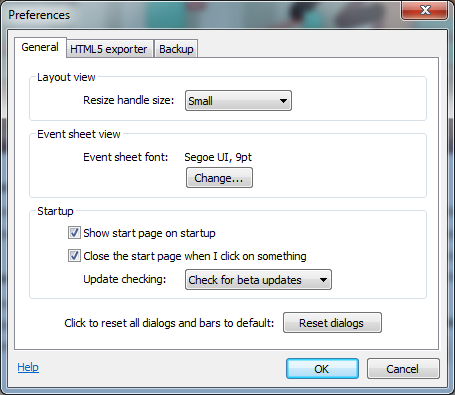 Preferences
General HTML5 exporter Backup
Layout view
Resize handle size: Small
Event sheet view
Event sheet font: Segoe UI, 9pt
Change...
Startup
Show start page on startup
Close the start page when I click on something
Update checking: Check for beta updates
Click to reset all dialogs and bars to default: Reset dialogs
Help OK Cancel